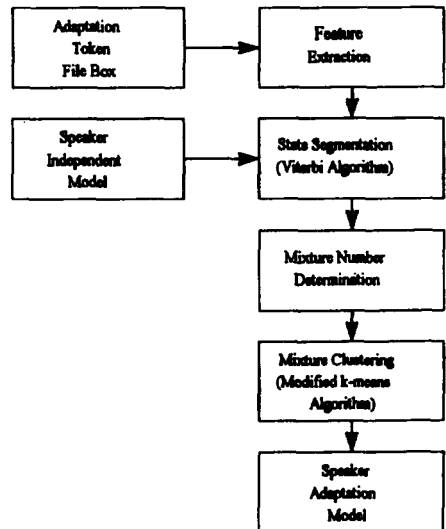 Adaptation
Token
File Box
Feature
Extraction
Speaker
Independent
Model
State Segmentation
(Viterbi Algorithm)
Mixture Number
Determination
Mixture Clustering
(Modified k-means
Algorithm)
Speaker
Adaptation
Model